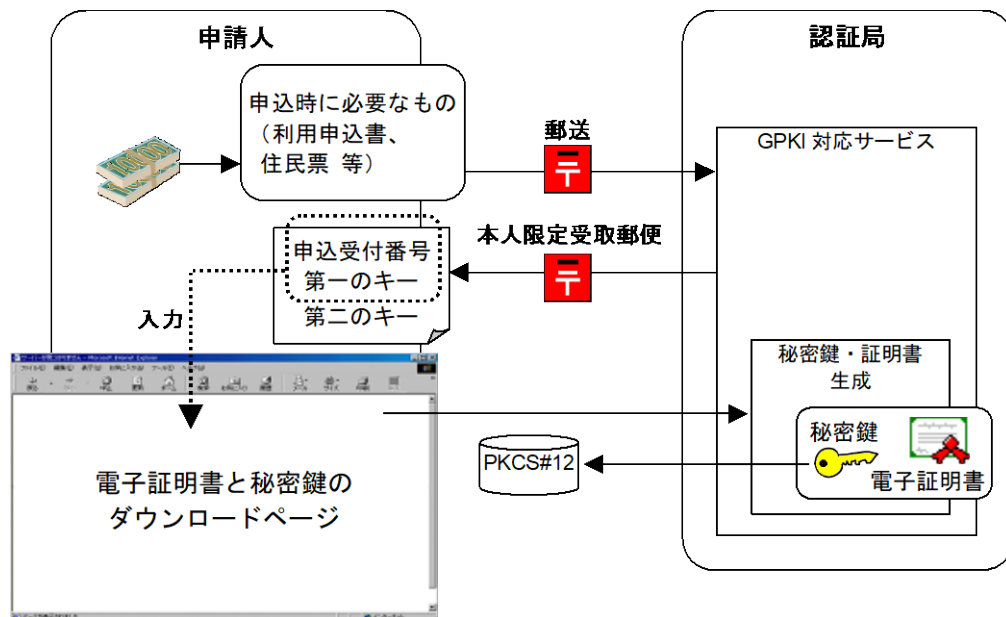 申請人
認証局
申込時に必要なもの
（利用申込書、
住民票 等）
郵送
GPKI 対応サービス
本人限定受取郵便
申込受付番号
第一のキー
第二のキー
入力
秘密鍵・証明書
生成
秘密鍵
電子証明書
PKCS#12
電子証明書と秘密鍵の
ダウンロードページ